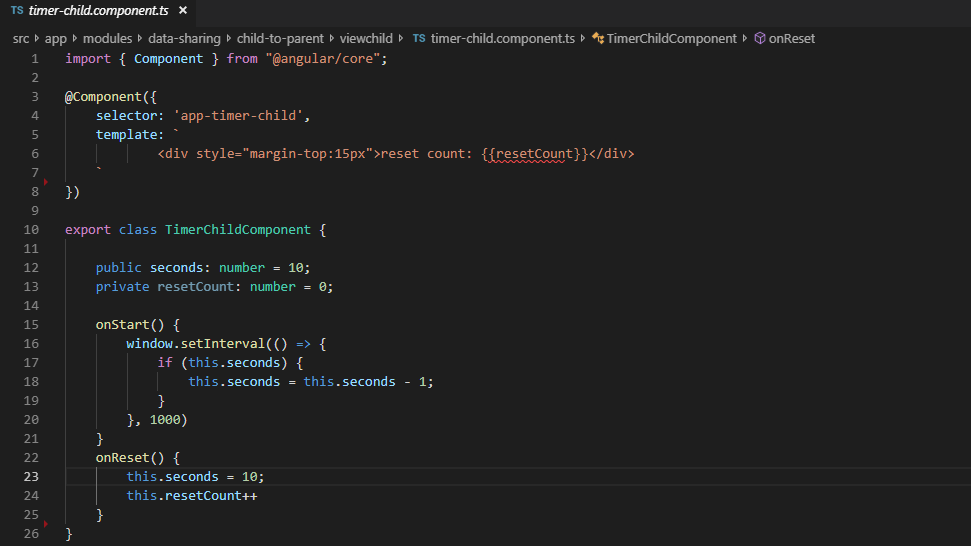 TS timer-child.component.ts ×
src > app > modules > data-sharing > child-to-parent > viewchild > TS timer-child.component.ts > TimerChildComponent > onReset
1 import { Component } from "@angular/core";
2
3 @Component({
4     selector: 'app-timer-child',
5     template: `
6             <div style="margin-top:15px">reset count: {{resetCount}}</div>
7     `
8 })
9
10 export class TimerChildComponent {
11
12     public seconds: number = 10;
13     private resetCount: number = 0;
14
15     onStart() {
16         window.setInterval(() => {
17             if (this.seconds) {
18                 this.seconds = this.seconds - 1;
19             }
20         }, 1000)
21     }
22     onReset() {
23         this.seconds = 10;
24         this.resetCount++
25     }
26 }